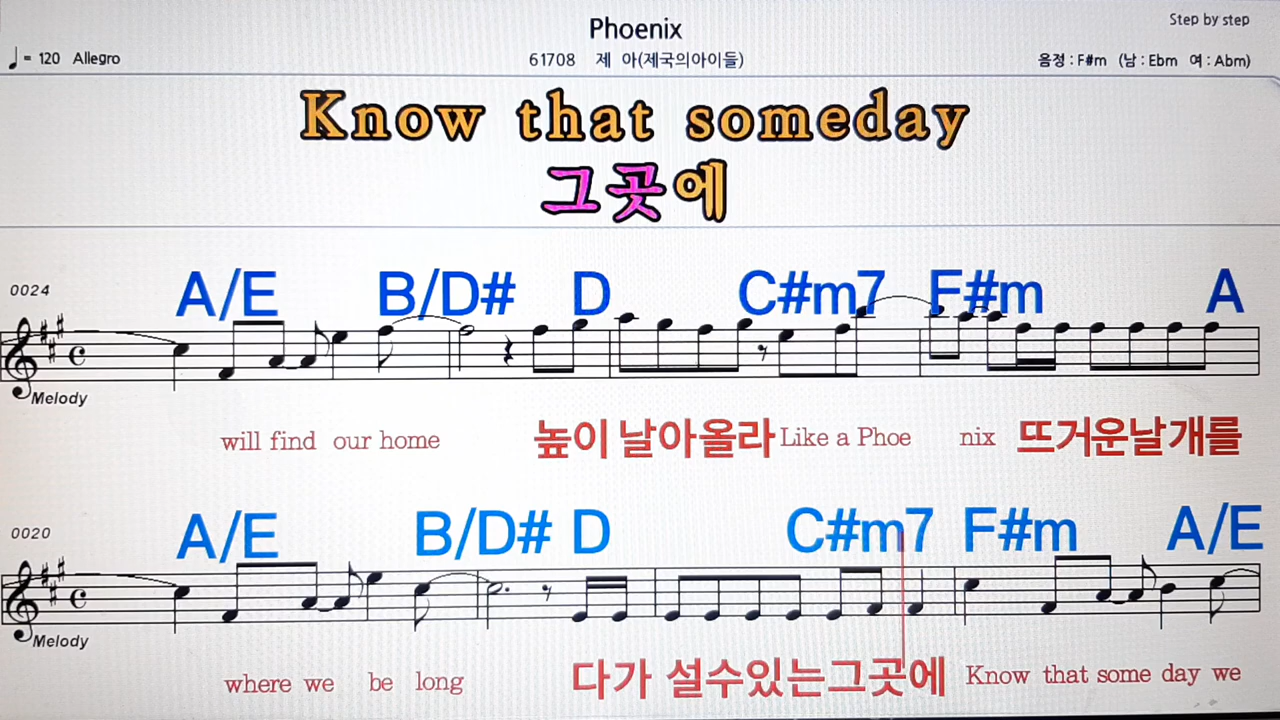 Phoenix
Step by step
♩= 120 Allegro
61708 제 아(제국의아이들)
음정 : F#m (남 : Ebm 여 : Abm)
Know that someday
그곳에
0024
A/E B/D# D C#m7 F#m A
Melody
will find our home 높이 날아올라 Like a Phoe nix 뜨거운날개를
0020
A/E B/D# D C#m7 F#m A/E
Melody
where we be long 다가 설수있는그곳에 Know that some day we